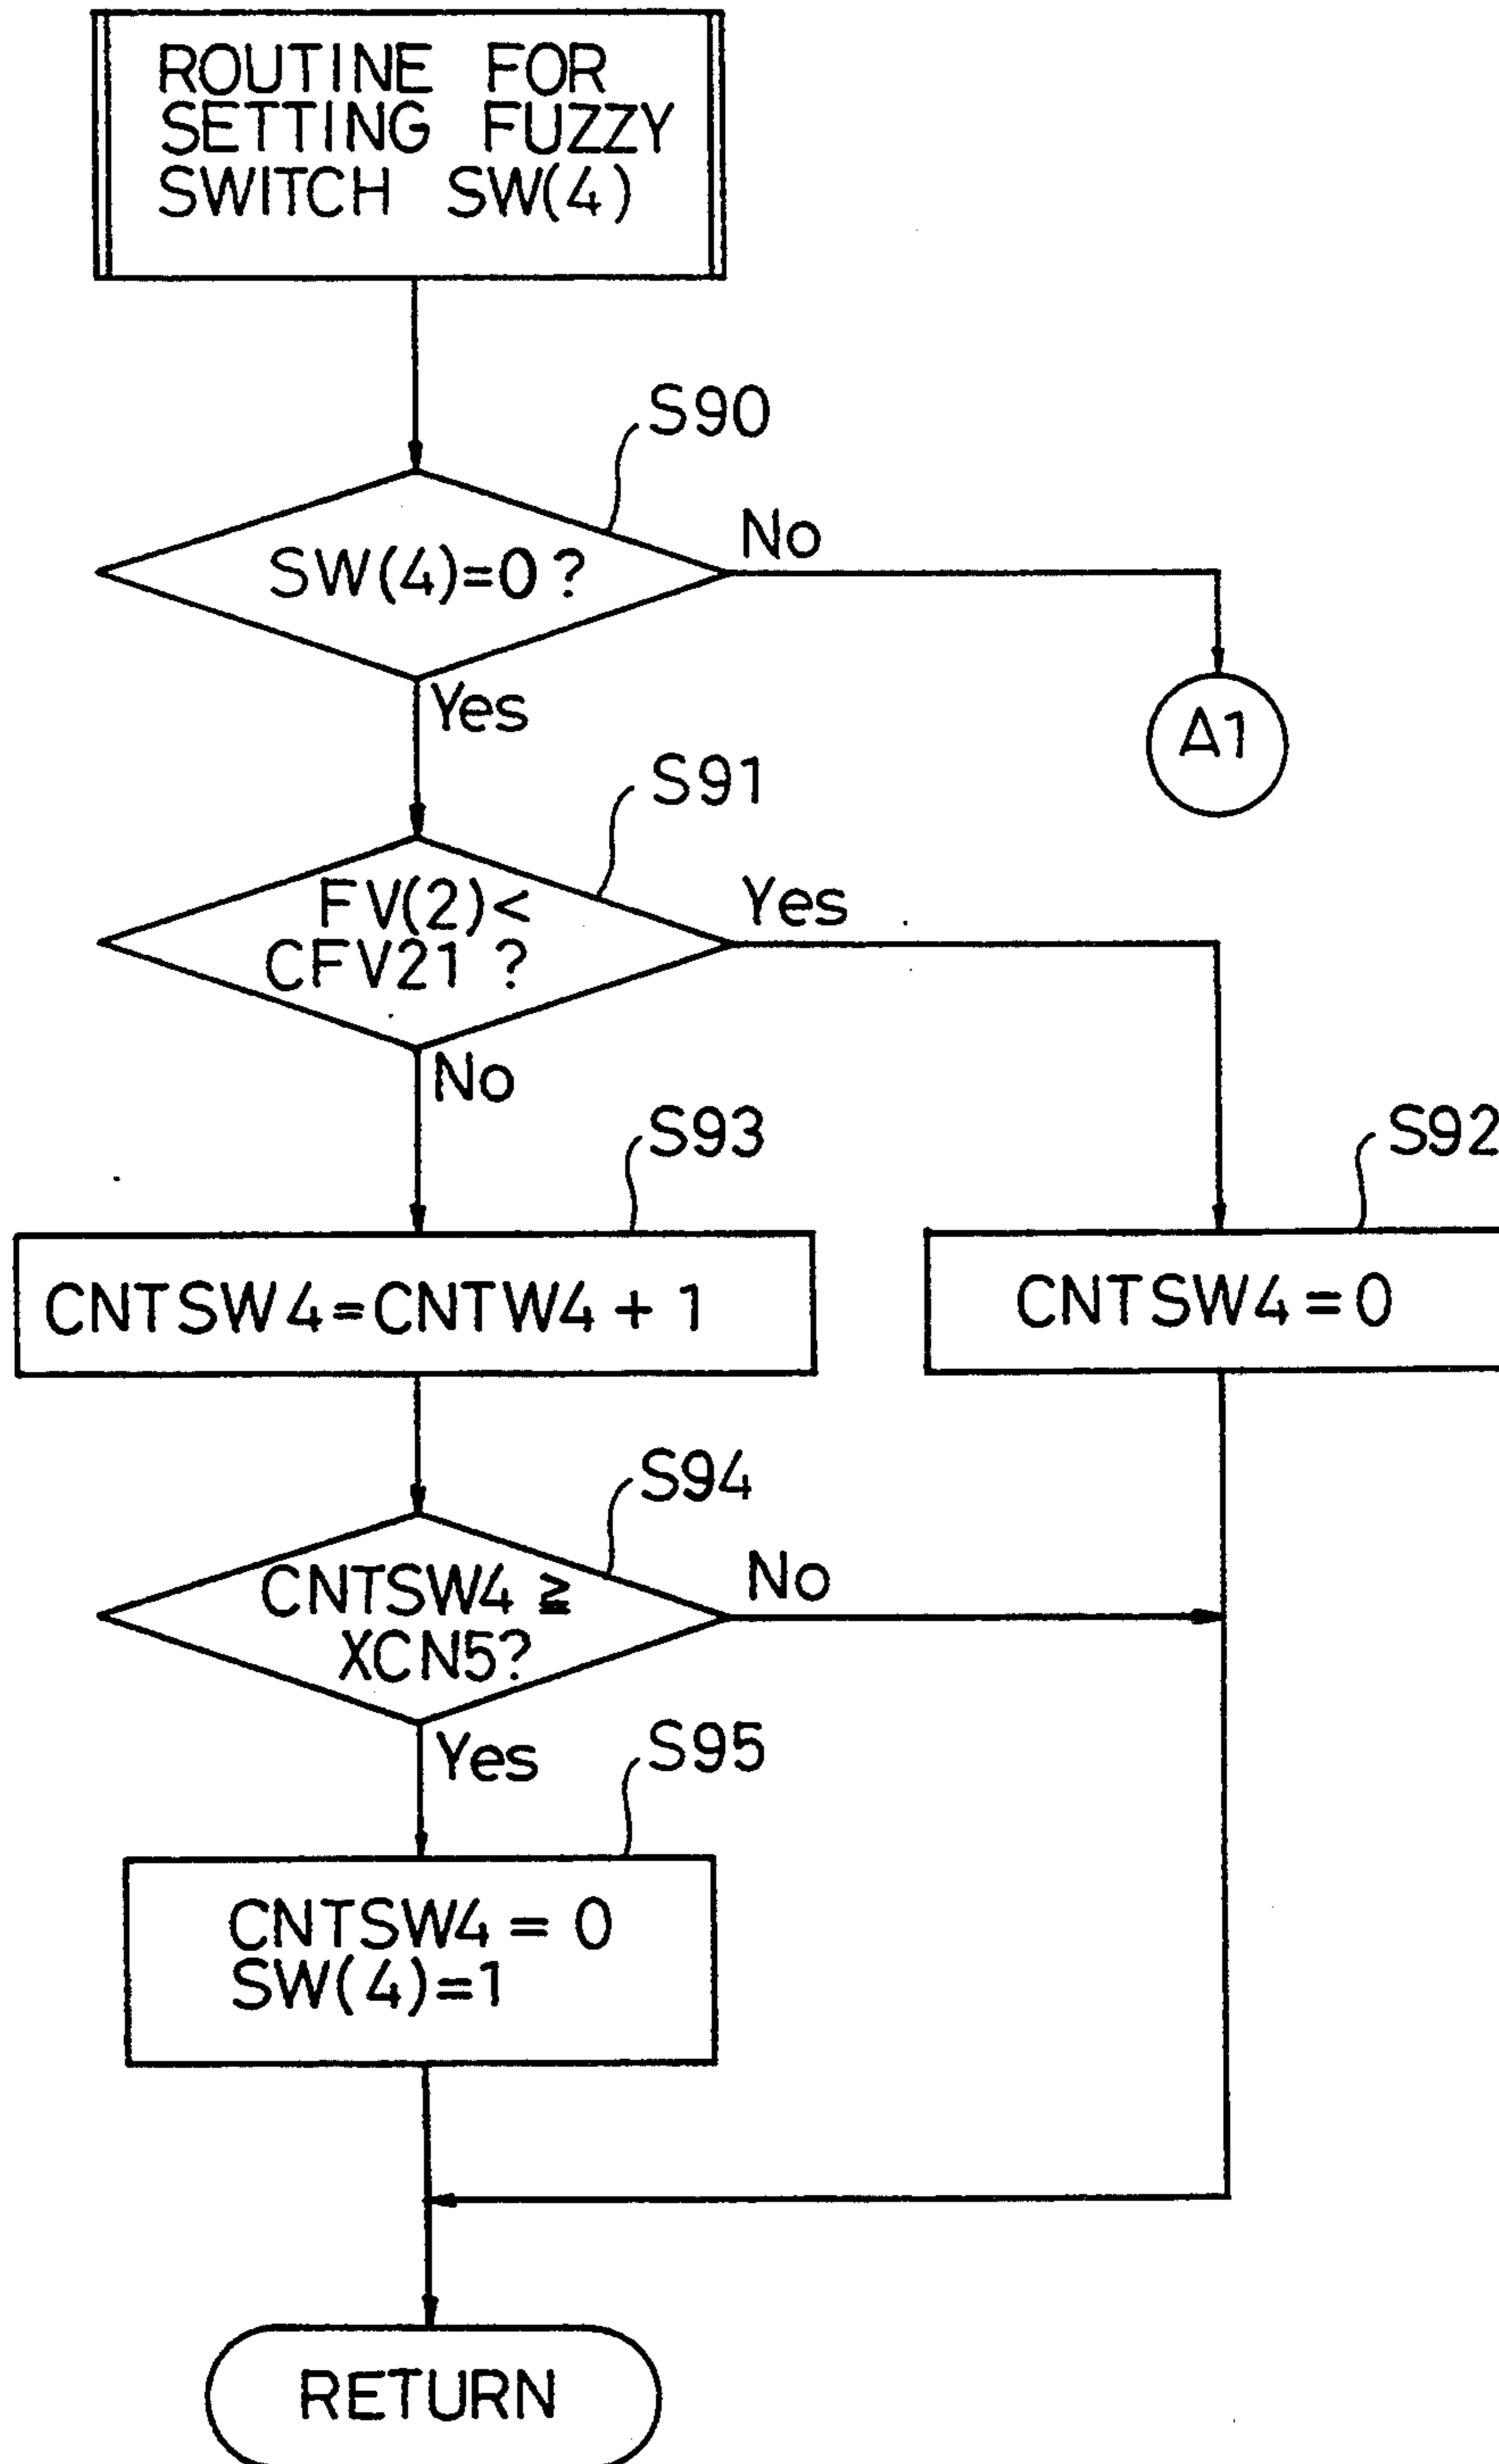 ROUTINE FOR
SETTING FUZZY
SWITCH SW(4)
S90
SW(4)=0?
No
Yes
A1
S91
FV(2)<
CFV21 ?
Yes
No
S93
S92
CNTSW4=CNTW4+1
CNTSW4=0
S94
CNTSW4 ≧
XCN5?
No
Yes
S95
CNTSW4=0
SW(4)=1
RETURN